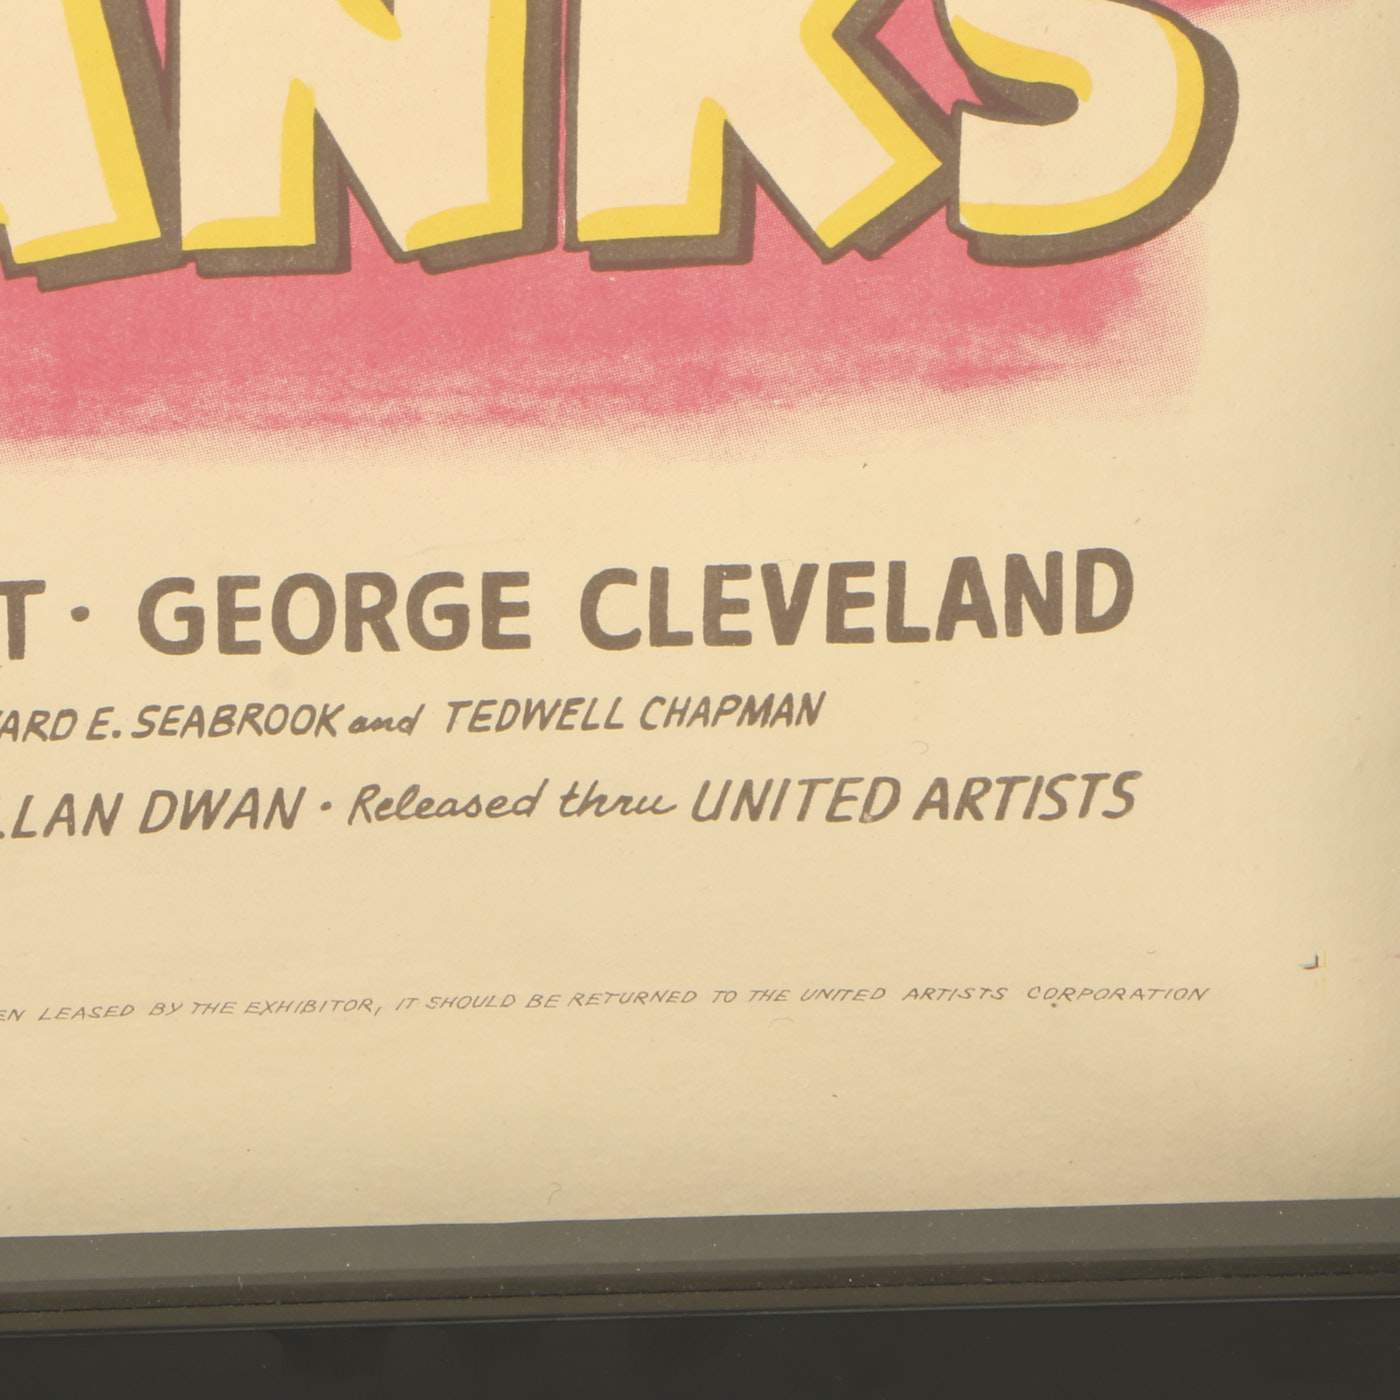 ANKS
T · GEORGE CLEVELAND
ARD E. SEABROOK and TEDWELL CHAPMAN
LLAN DWAN · Released thru UNITED ARTISTS
EN LEASED BY THE EXHIBITOR, IT SHOULD BE RETURNED TO THE UNITED ARTISTS CORPORATION